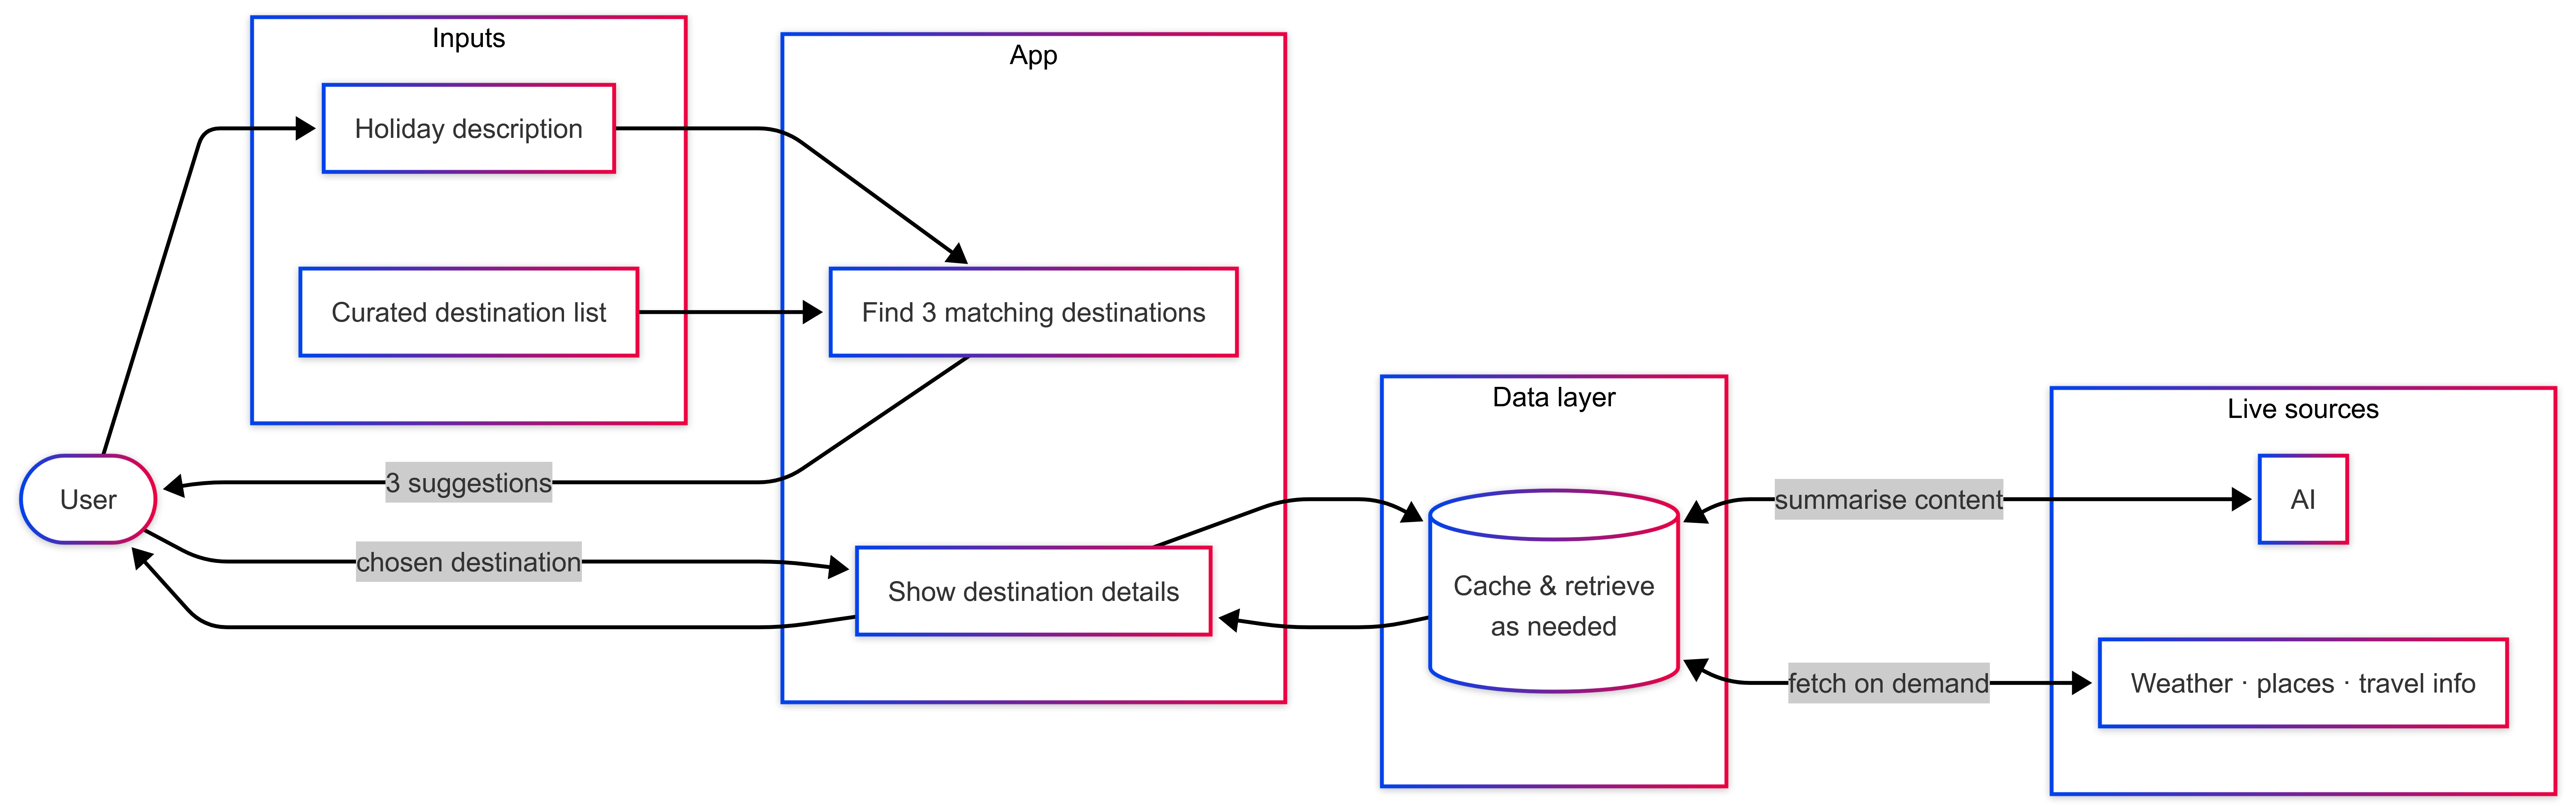 Inputs
Holiday description
Curated destination list
App
Find 3 matching destinations
User
3 suggestions
chosen destination
Show destination details
Data layer
Cache & retrieve
as needed
summarise content
fetch on demand
Live sources
AI
Weather · places · travel info